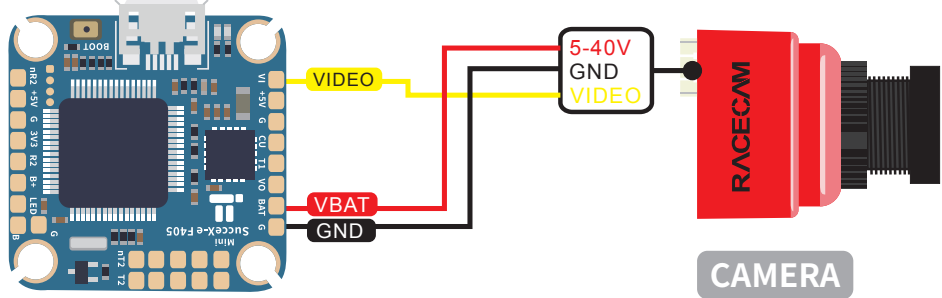 BOOT
nR2
+5V
G
3V3
R2
B+
LED
B
G
nT2
T2
Mini
SucceX-e F405
VI
+5V
G
CU
T1
VO
BAT
G
VIDEO
VBAT
GND
5-40V
GND
VIDEO
RACECAM
CAMERA